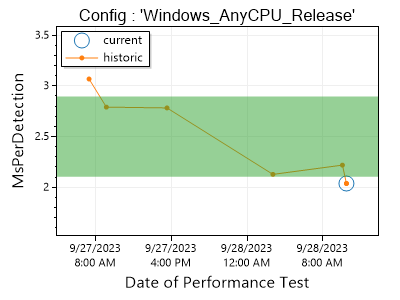 Config : 'Windows_AnyCPU_Release'
3.5
3
2.5
2
MsPerDetection
current
historic
9/27/2023
8:00 AM
9/27/2023
4:00 PM
9/28/2023
12:00 AM
9/28/2023
8:00 AM
Date of Performance Test